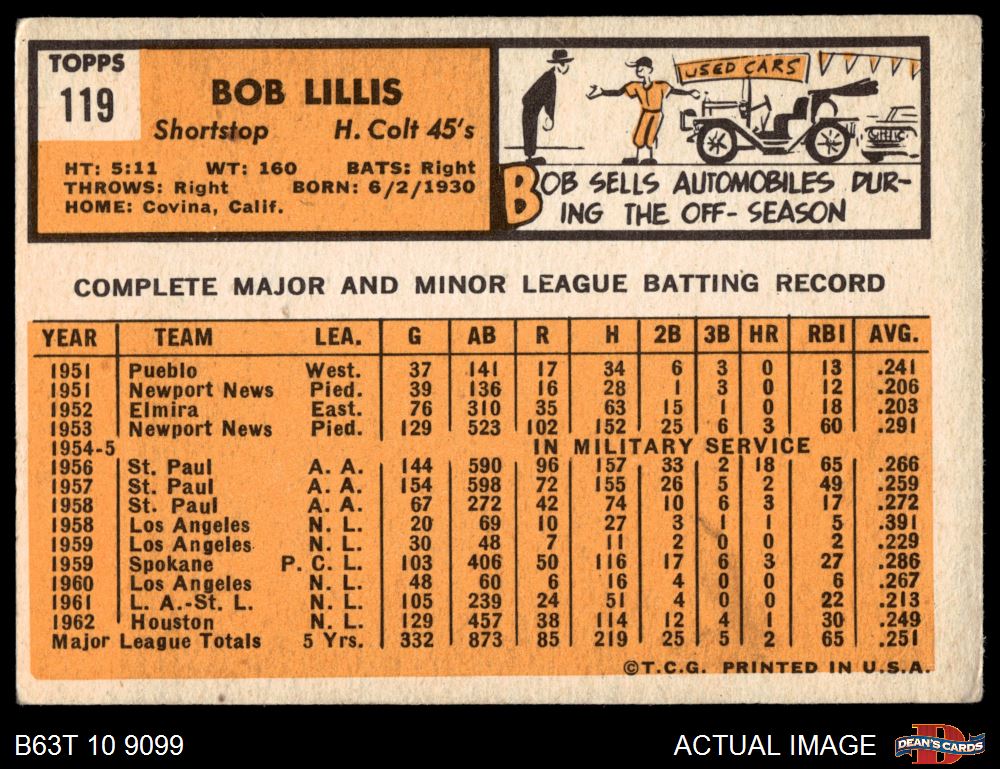 TOPPS
119
BOB LILLIS
Shortstop H. Colt 45's
HT: 5:11 WT: 160 BATS: Right
THROWS: Right BORN: 6/2/1930
HOME: Covina, Calif.
USED CARS
BOB SELLS AUTOMOBILES DUR-
ING THE OFF-SEASON
COMPLETE MAJOR AND MINOR LEAGUE BATTING RECORD
YEAR TEAM LEA. G AB R H 2B 3B HR RBI AVG.
1951 Pueblo West. 37 141 17 34 6 3 0 13 .241
1951 Newport News Pied. 39 136 16 28 1 3 0 12 .206
1952 Elmira East. 76 310 35 63 15 1 0 18 .203
1953 Newport News Pied. 129 523 102 152 25 6 3 60 .291
1954-5 IN MILITARY SERVICE
1956 St. Paul A. A. 144 590 96 157 33 2 18 65 .266
1957 St. Paul A. A. 154 598 72 155 26 5 2 49 .259
1958 St. Paul A. A. 67 272 42 74 10 6 3 17 .272
1958 Los Angeles N. L. 20 69 10 27 3 1 1 5 .391
1959 Los Angeles N. L. 30 48 7 11 2 0 0 2 .229
1959 Spokane P. C. L. 103 406 50 116 17 6 3 27 .286
1960 Los Angeles N. L. 48 60 6 16 4 0 0 6 .267
1961 L. A.-St. L. N. L. 105 239 24 51 4 0 0 22 .213
1962 Houston N. L. 129 457 38 114 12 4 1 30 .249
Major League Totals 5 Yrs. 332 873 85 219 25 5 2 65 .251
©T.C.G. PRINTED IN U.S.A.
B63T 10 9099 ACTUAL IMAGE
D
DEAN'S CARDS